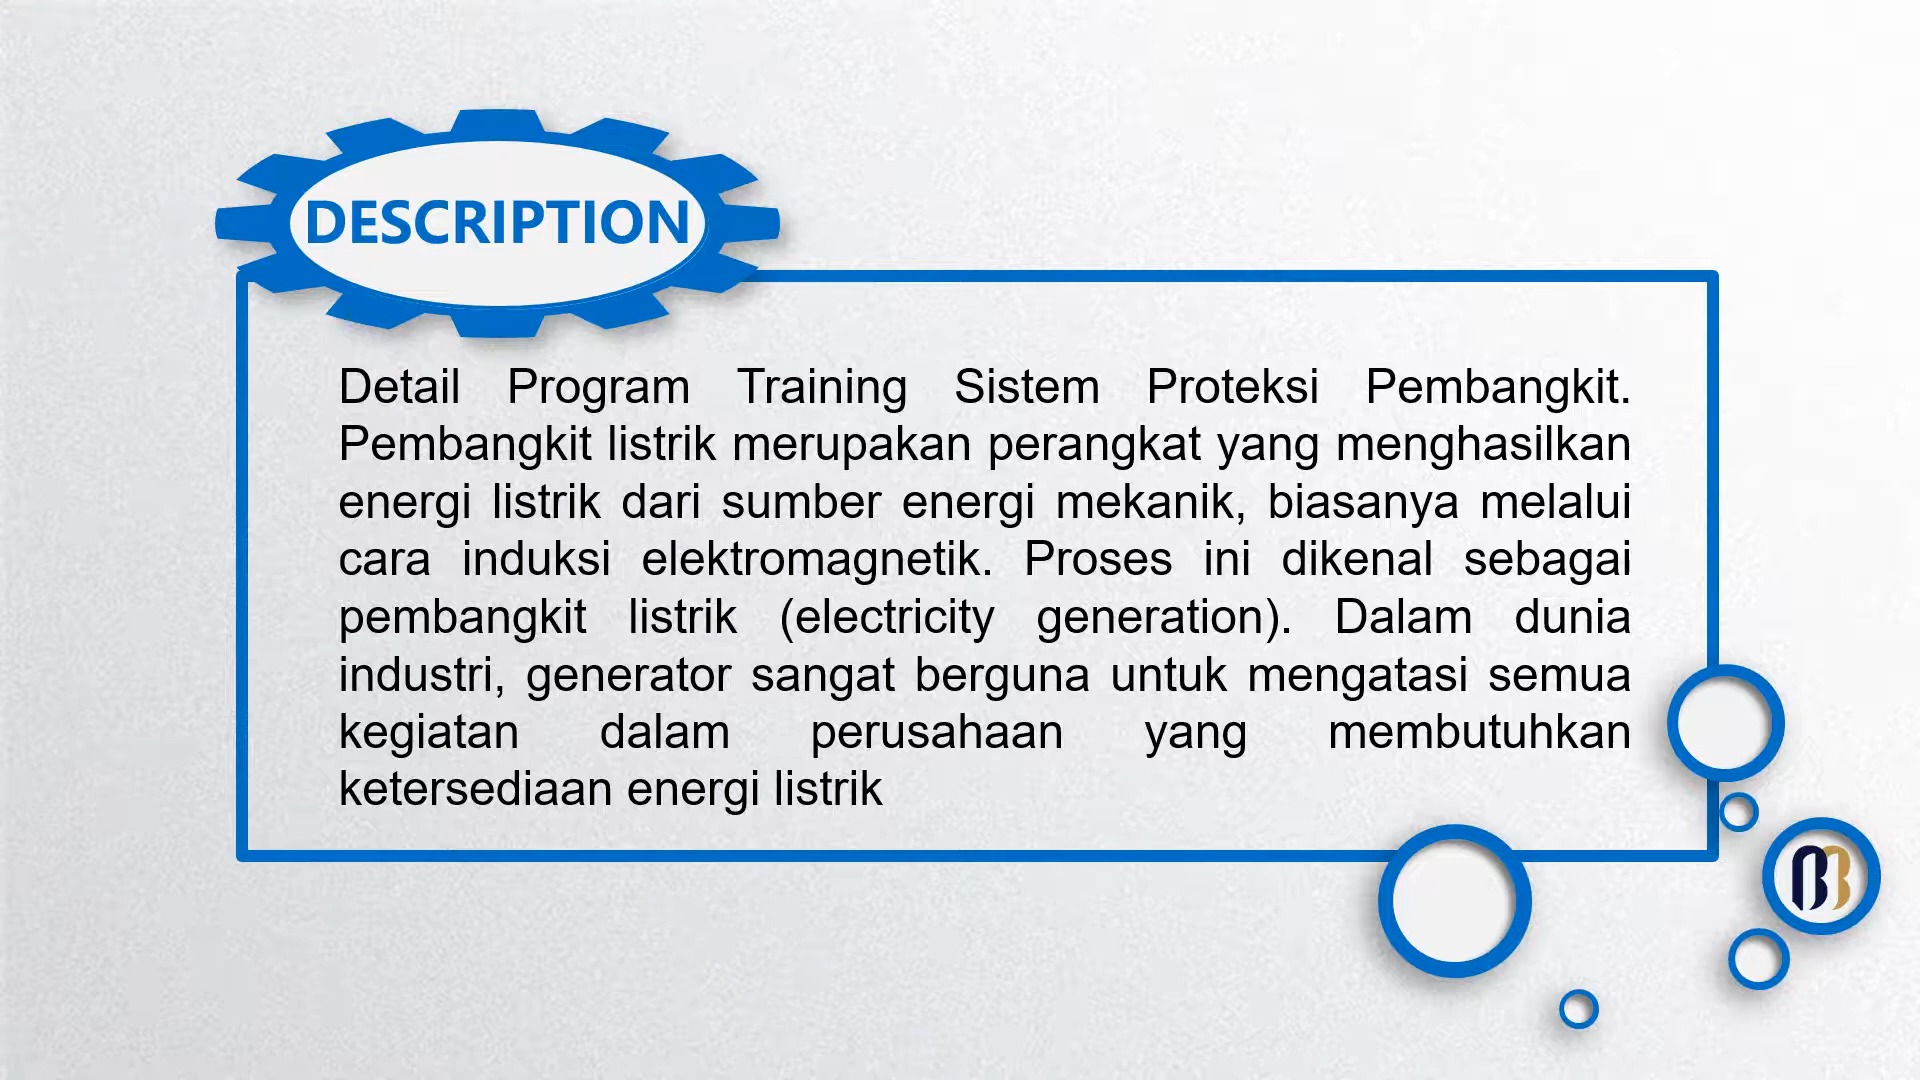 DESCRIPTION
Detail Program Training Sistem Proteksi Pembangkit.
Pembangkit listrik merupakan perangkat yang menghasilkan
energi listrik dari sumber energi mekanik, biasanya melalui
cara induksi elektromagnetik. Proses ini dikenal sebagai
pembangkit listrik (electricity generation). Dalam dunia
industri, generator sangat berguna untuk mengatasi semua
kegiatan dalam perusahaan yang membutuhkan
ketersediaan energi listrik